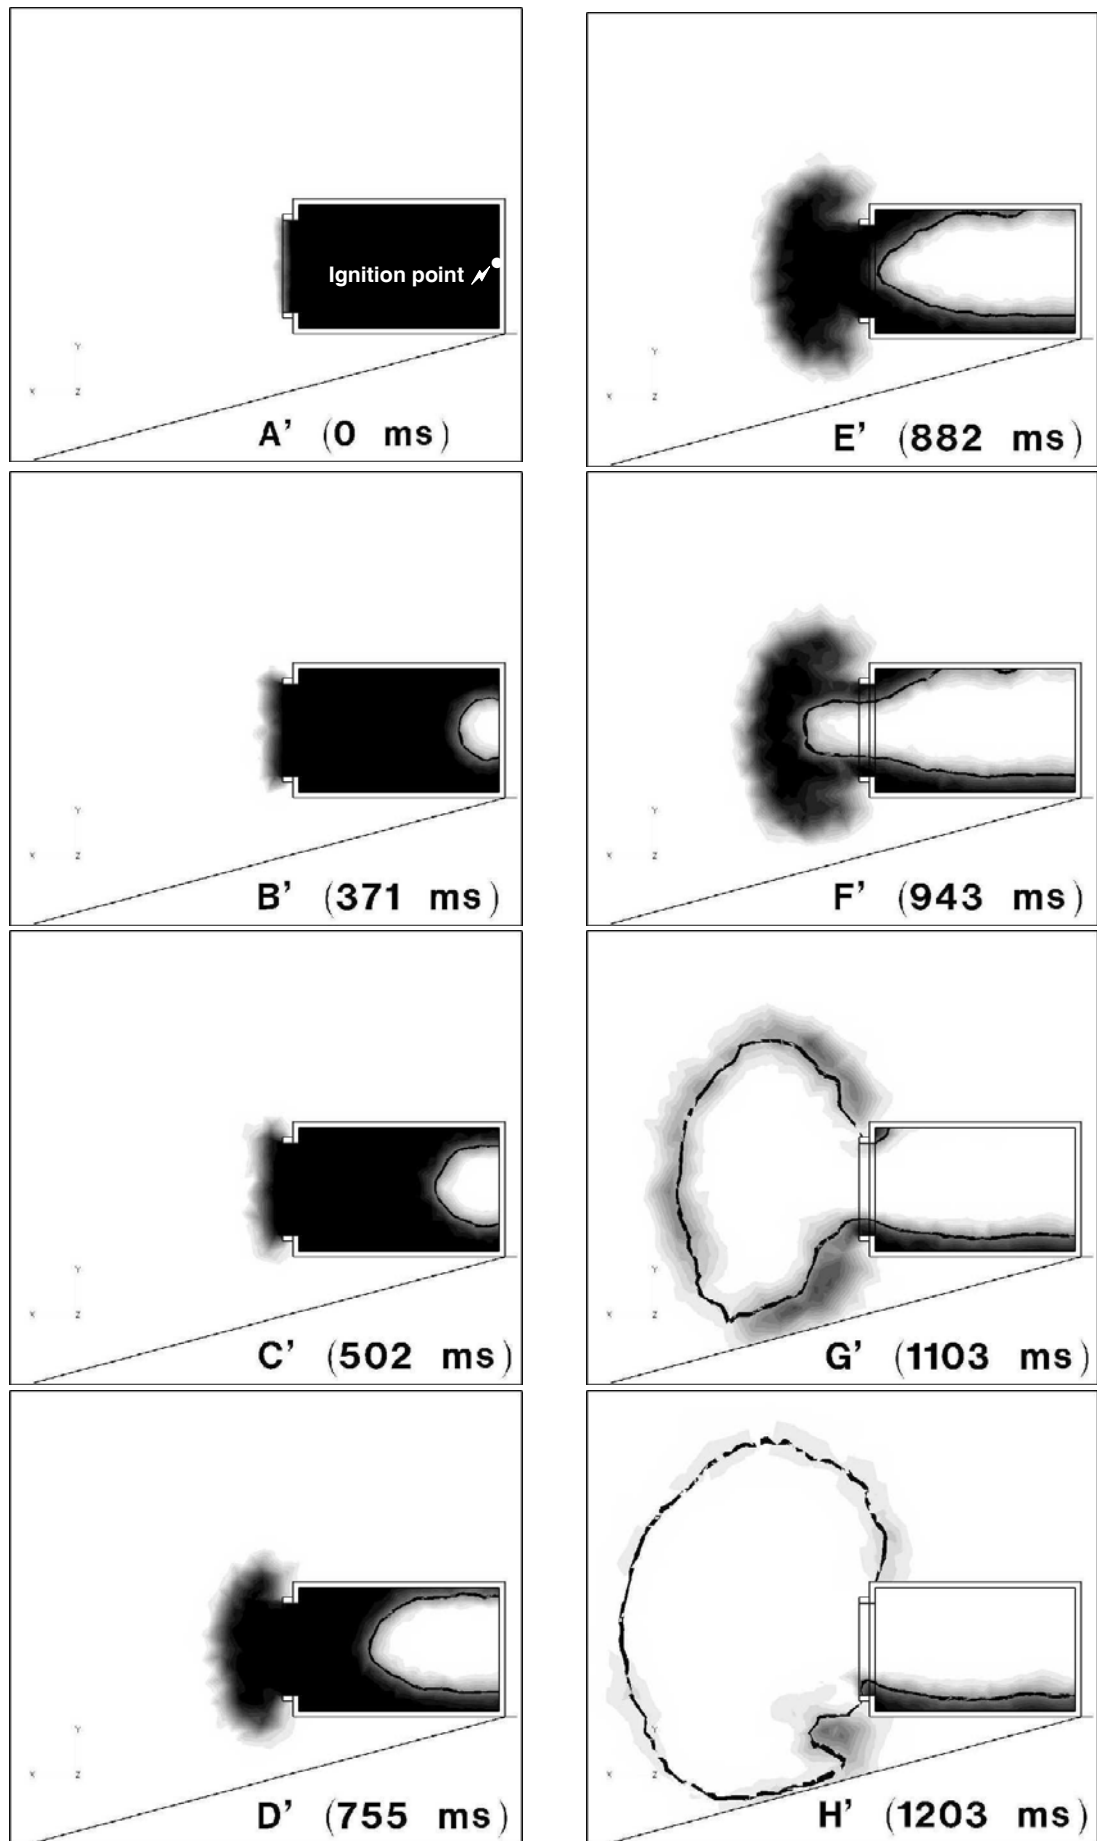 Ignition point
Y
X Z
A' (0 ms)
Y
X Z
B' (371 ms)
Y
X Z
C' (502 ms)
Y
X Z
D' (755 ms)
Y
X Z
E' (882 ms)
Y
X Z
F' (943 ms)
Y
X Z
G' (1103 ms)
Y
X Z
H' (1203 ms)